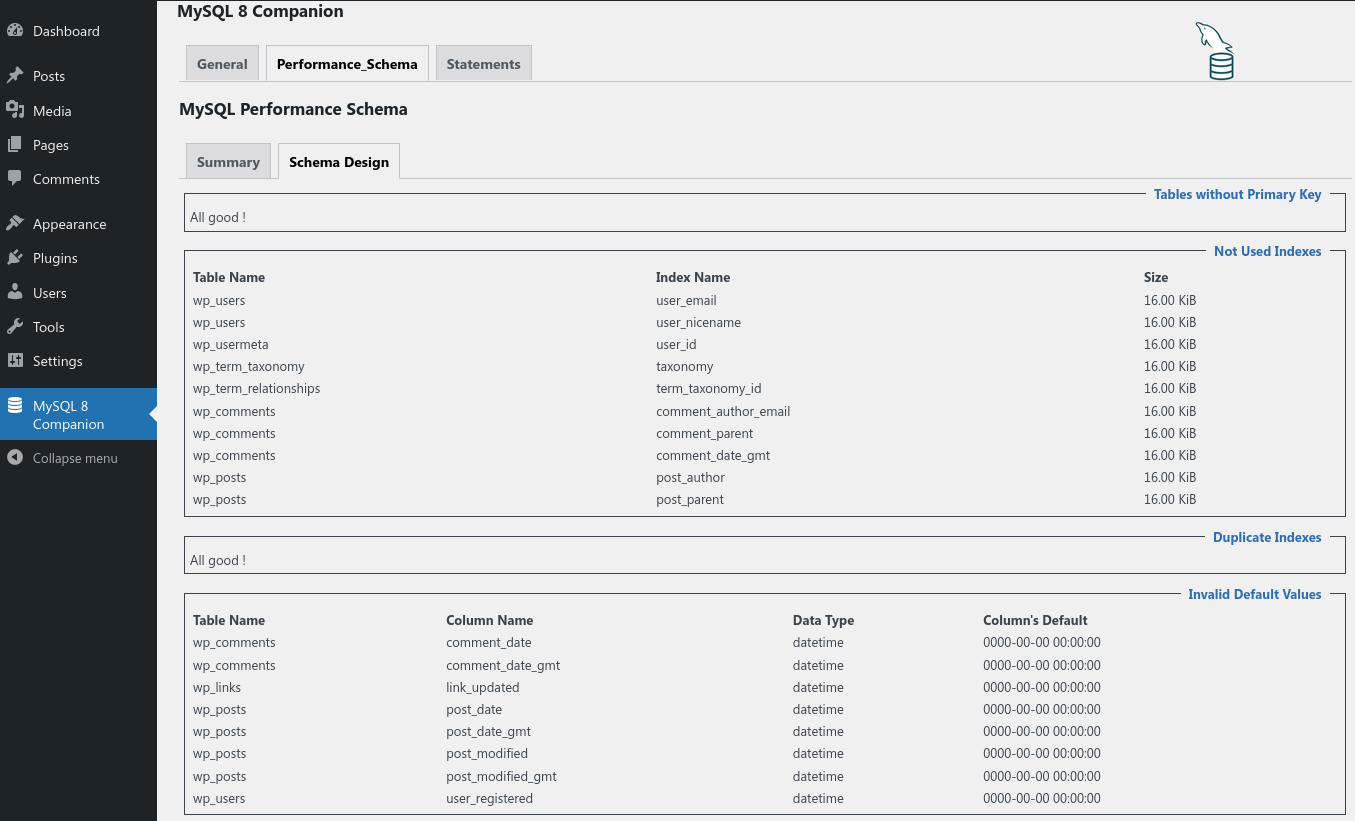 MySQL 8 Companion
Dashboard
Posts
Media
Pages
Comments
Appearance
Plugins
Users
Tools
Settings
MySQL 8
Companion
Collapse menu
General Performance_Schema Statements
MySQL Performance Schema
Summary Schema Design
Tables without Primary Key
All good !
Not Used Indexes
Table Name Index Name Size
wp_users user_email 16.00 KiB
wp_users user_nicename 16.00 KiB
wp_usermeta user_id 16.00 KiB
wp_term_taxonomy taxonomy 16.00 KiB
wp_term_relationships term_taxonomy_id 16.00 KiB
wp_comments comment_author_email 16.00 KiB
wp_comments comment_parent 16.00 KiB
wp_comments comment_date_gmt 16.00 KiB
wp_posts post_author 16.00 KiB
wp_posts post_parent 16.00 KiB
Duplicate Indexes
All good !
Invalid Default Values
Table Name Column Name Data Type Column's Default
wp_comments comment_date datetime 0000-00-00 00:00:00
wp_comments comment_date_gmt datetime 0000-00-00 00:00:00
wp_links link_updated datetime 0000-00-00 00:00:00
wp_posts post_date datetime 0000-00-00 00:00:00
wp_posts post_date_gmt datetime 0000-00-00 00:00:00
wp_posts post_modified datetime 0000-00-00 00:00:00
wp_posts post_modified_gmt datetime 0000-00-00 00:00:00
wp_users user_registered datetime 0000-00-00 00:00:00